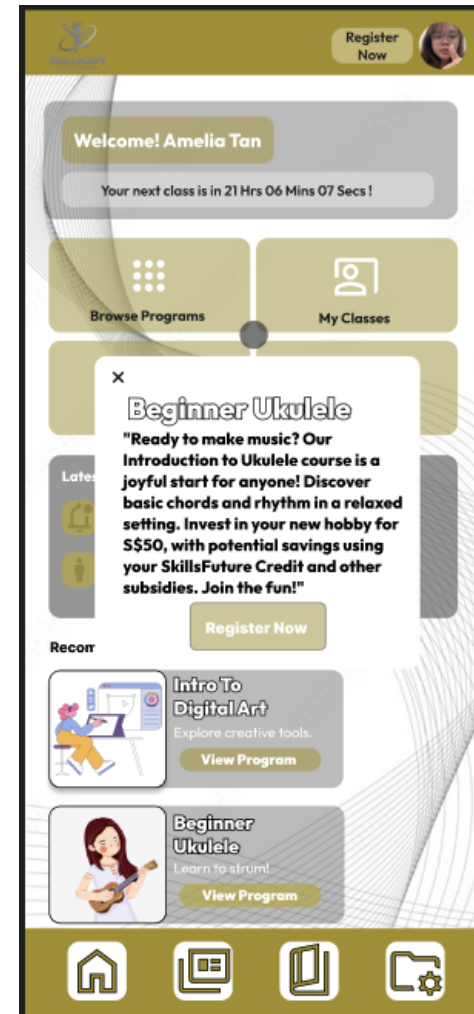 SKILLSCAPE
Register
Now
Welcome! Amelia Tan
Your next class is in 21 Hrs 06 Mins 07 Secs !
Browse Programs
My Classes
×
Beginner Ukulele
"Ready to make music? Our
Introduction to Ukulele course is a
joyful start for anyone! Discover
basic chords and rhythm in a relaxed
setting. Invest in your new hobby for
S$50, with potential savings using
your SkillsFuture Credit and other
subsidies. Join the fun!"
Register Now
Intro To
Digital Art
Explore creative tools.
View Program
Beginner
Ukulele
Learn to strum!
View Program